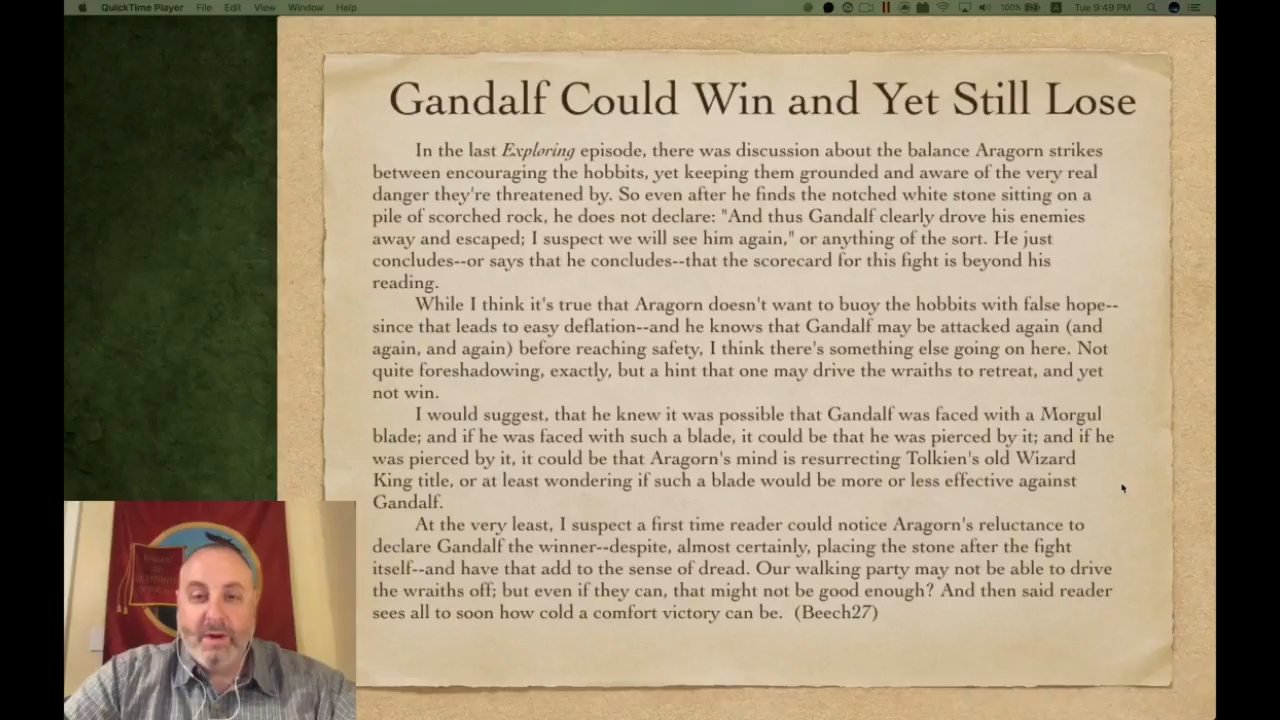 QuickTime Player File Edit View Window Help 100% Tue 9:49 PM
Gandalf Could Win and Yet Still Lose
In the last Exploring episode, there was discussion about the balance Aragorn strikes
between encouraging the hobbits, yet keeping them grounded and aware of the very real
danger they're threatened by. So even after he finds the notched white stone sitting on a
pile of scorched rock, he does not declare: "And thus Gandalf clearly drove his enemies
away and escaped; I suspect we will see him again," or anything of the sort. He just
concludes--or says that he concludes--that the scorecard for this fight is beyond his
reading.
While I think it's true that Aragorn doesn't want to buoy the hobbits with false hope--
since that leads to easy deflation--and he knows that Gandalf may be attacked again (and
again, and again) before reaching safety, I think there's something else going on here. Not
quite foreshadowing, exactly, but a hint that one may drive the wraiths to retreat, and yet
not win.
I would suggest, that he knew it was possible that Gandalf was faced with a Morgul
blade; and if he was faced with such a blade, it could be that he was pierced by it; and if he
was pierced by it, it could be that Aragorn's mind is resurrecting Tolkien's old Wizard
King title, or at least wondering if such a blade would be more or less effective against
Gandalf.
At the very least, I suspect a first time reader could notice Aragorn's reluctance to
declare Gandalf the winner--despite, almost certainly, placing the stone after the fight
itself--and have that add to the sense of dread. Our walking party may not be able to drive
the wraiths off; but even if they can, that might not be good enough? And then said reader
sees all to soon how cold a comfort victory can be. (Beech27)